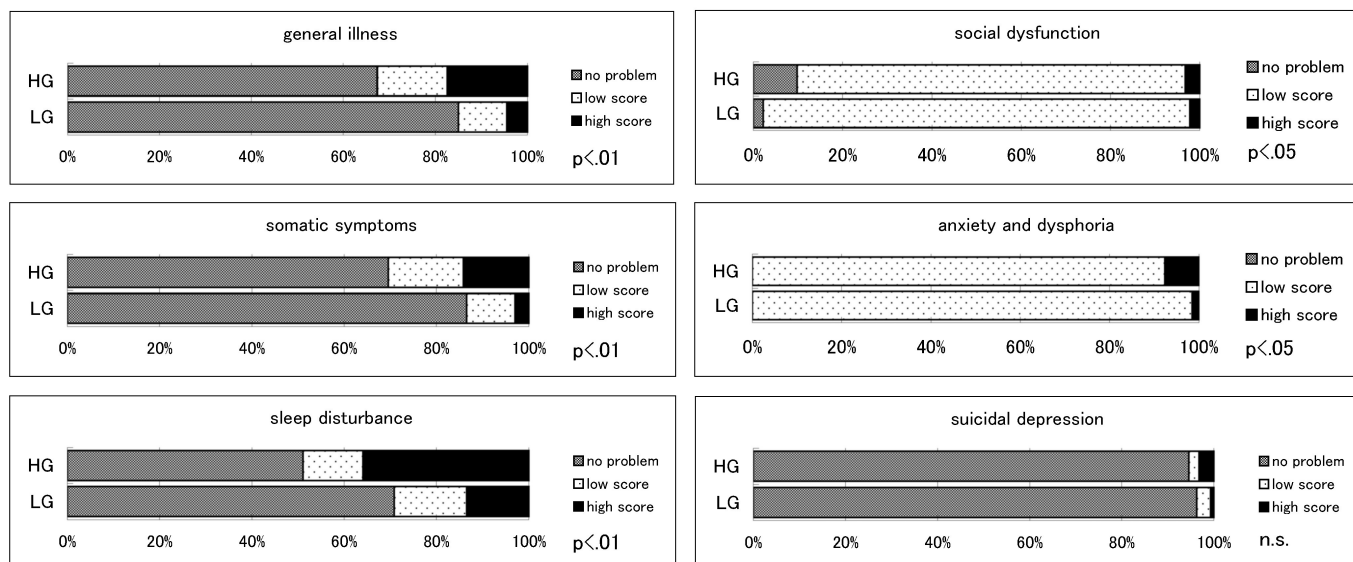 general illness
HG
LG
no problem
low score
high score
0% 20% 40% 60% 80% 100%
p<.01
social dysfunction
HG
LG
no problem
low score
high score
0% 20% 40% 60% 80% 100%
p<.05
somatic symptoms
HG
LG
no problem
low score
high score
0% 20% 40% 60% 80% 100%
p<.01
anxiety and dysphoria
HG
LG
no problem
low score
high score
0% 20% 40% 60% 80% 100%
p<.05
sleep disturbance
HG
LG
no problem
low score
high score
0% 20% 40% 60% 80% 100%
p<.01
suicidal depression
HG
LG
no problem
low score
high score
0% 20% 40% 60% 80% 100%
n.s.